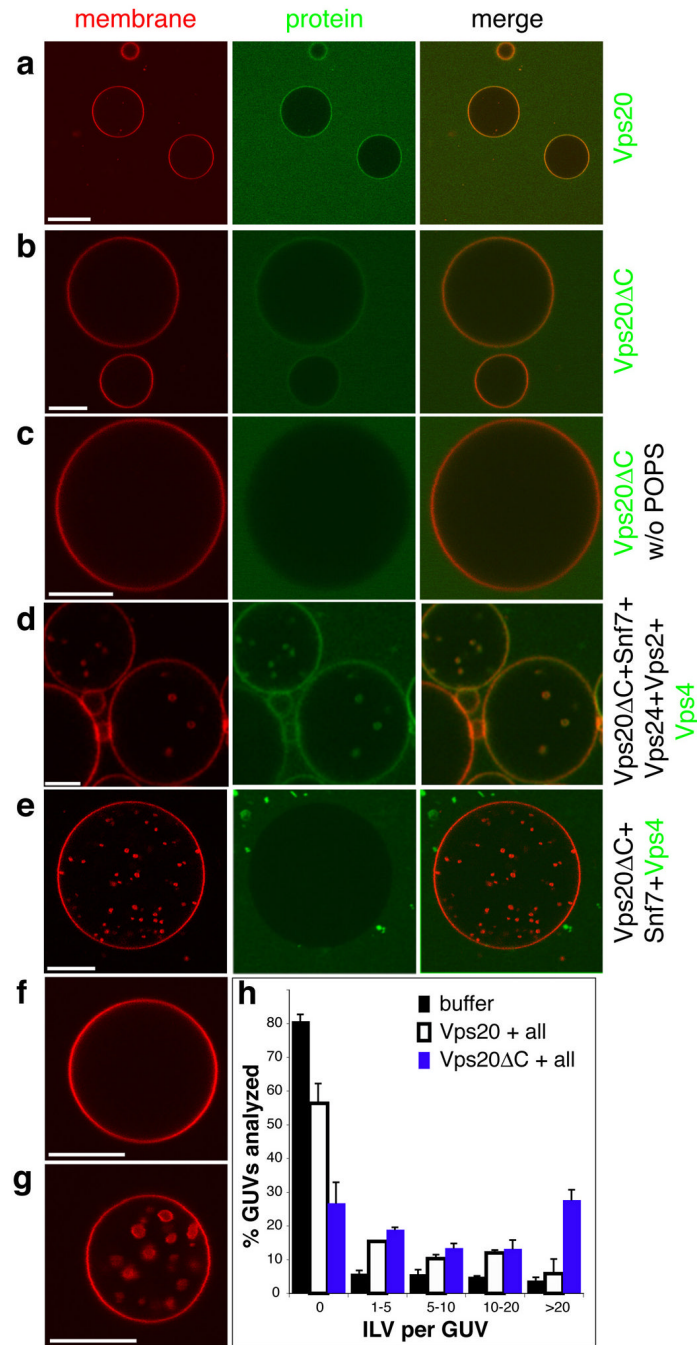 membrane protein merge
a
Vps20
b
Vps20ΔC
c
Vps20ΔC
w/o POPS
d
Vps20ΔC+Snf7+
Vps24+Vps2+
Vps4
e
Vps20ΔC+
Snf7+Vps4
f
g
h
buffer
Vps20 + all
Vps20ΔC + all
% GUVs analyzed
80
70
60
50
40
30
20
10
0
0 1-5 5-10 10-20 >20
ILV per GUV